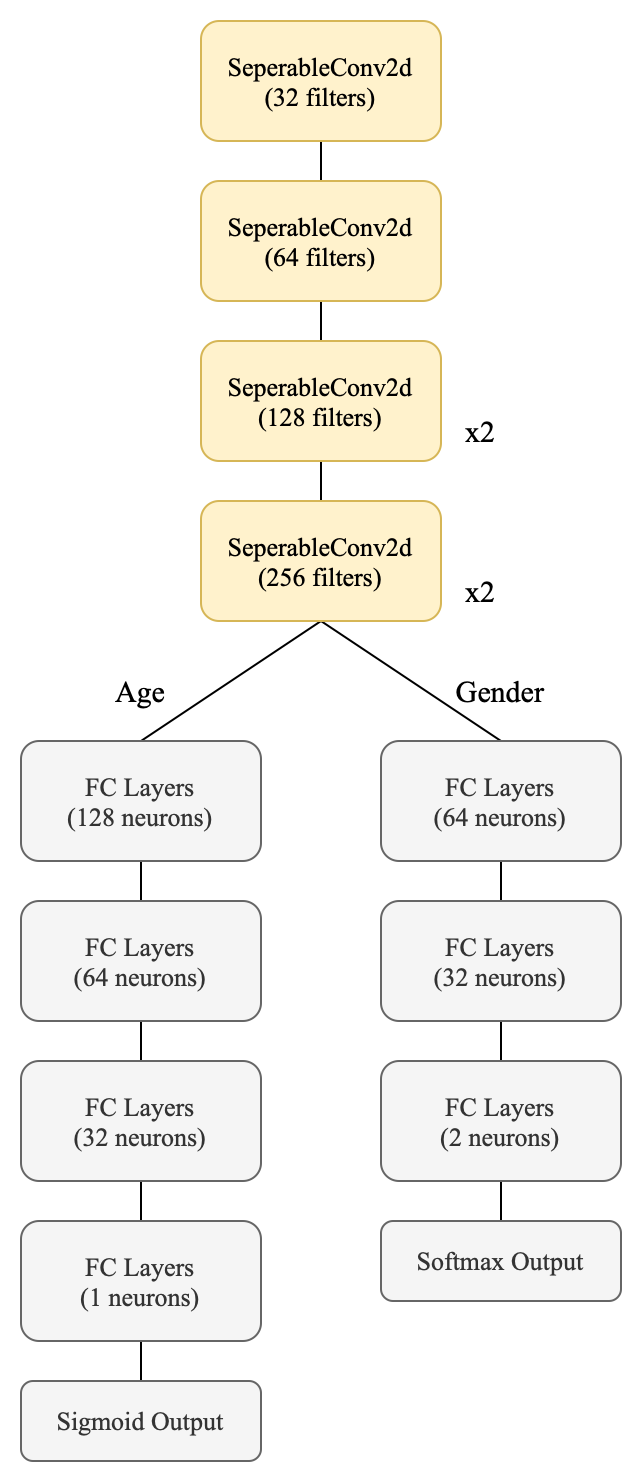 SeperableConv2d
(32 filters)
SeperableConv2d
(64 filters)
SeperableConv2d
(128 filters)
x2
SeperableConv2d
(256 filters)
x2
Age
FC Layers
(128 neurons)
FC Layers
(64 neurons)
FC Layers
(32 neurons)
FC Layers
(1 neurons)
Sigmoid Output
Gender
FC Layers
(64 neurons)
FC Layers
(32 neurons)
FC Layers
(2 neurons)
Softmax Output